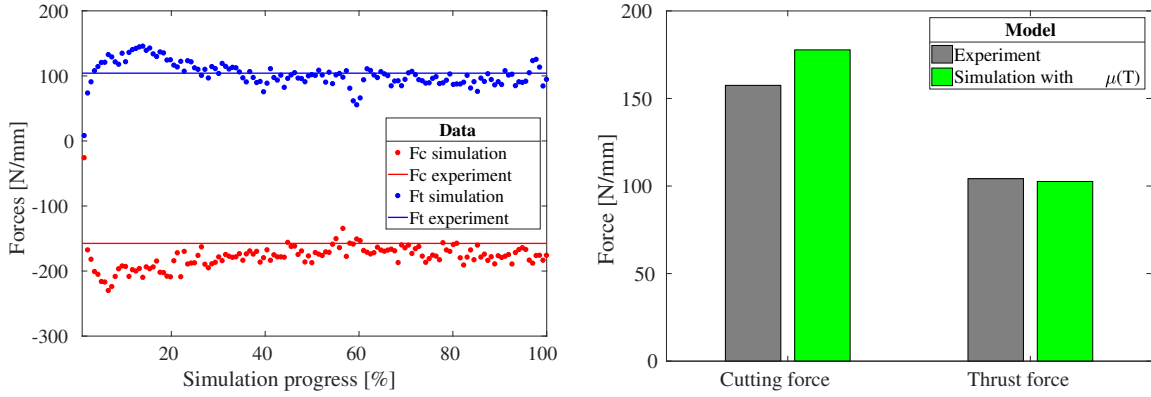 200
100
0
-100
-200
-300
Forces [N/mm]
20
40
60
80
100
Simulation progress [%]
Data
Fc simulation
Fc experiment
Ft simulation
Ft experiment
200
150
100
50
0
Force [N/mm]
Cutting force
Thrust force
Model
Experiment
Simulation with μ(T)